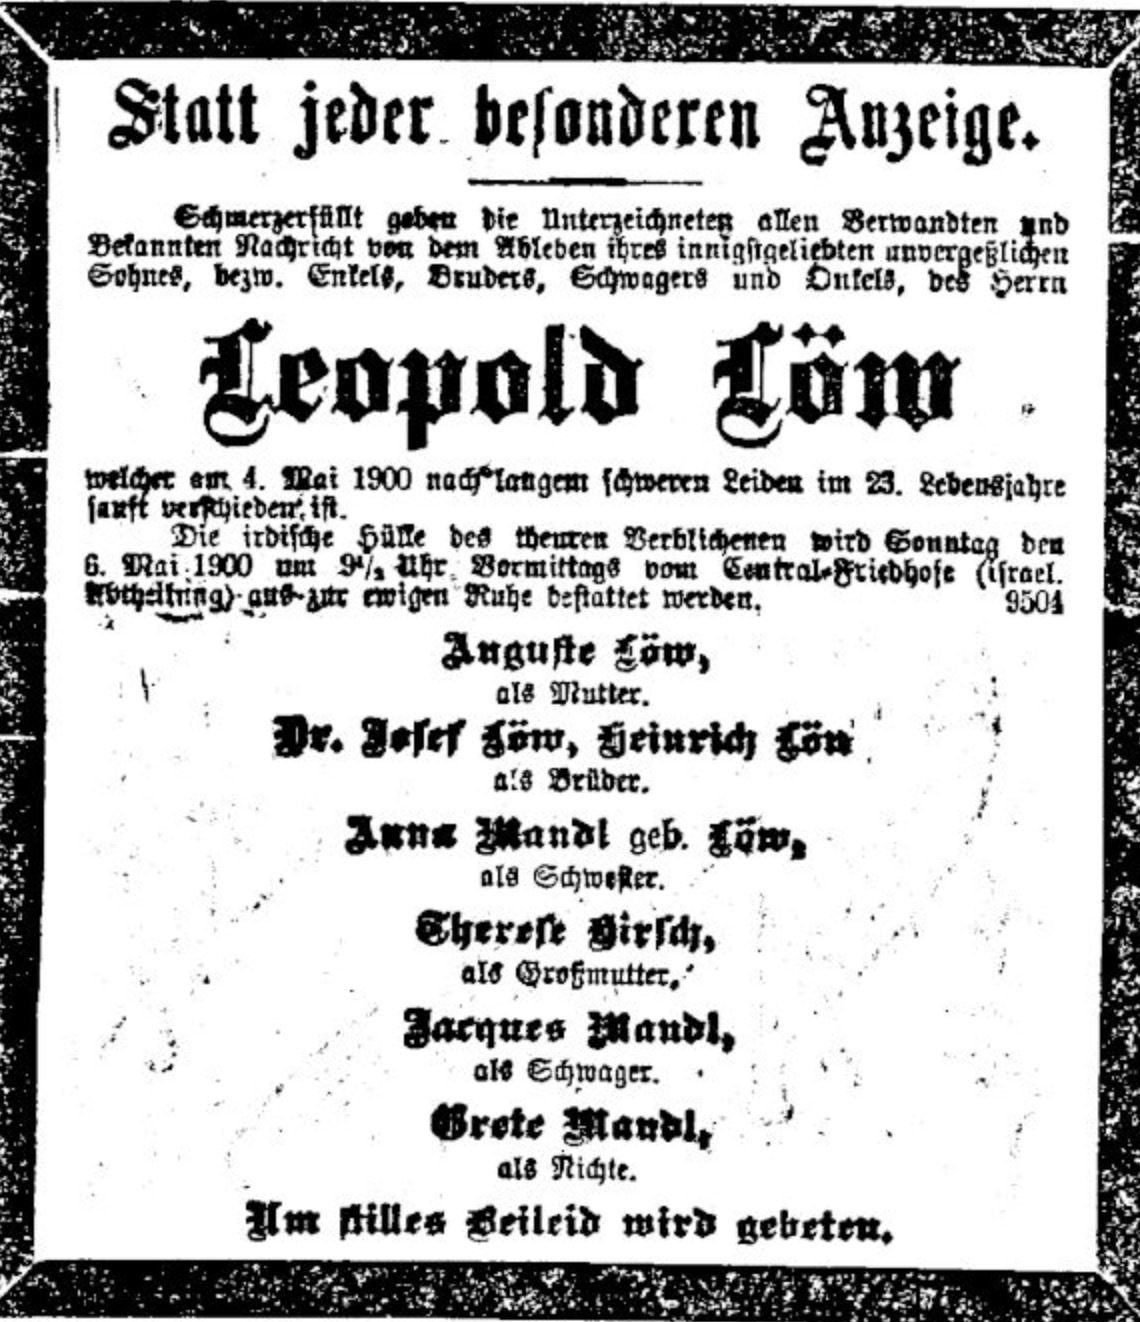 Statt jeder besonderen Anzeige.
Schmerzerfüllt geben die Unterzeichneten allen Verwandten und
Bekannten Nachricht von dem Ableben ihres innigstgeliebten unvergeßlichen
Sohnes, bezw. Enkels, Bruders, Schwagers und Onkels, des Herrn
Leopold Löw
welcher am 4. Mai 1900 nach langem schweren Leiden im 23. Lebensjahre
sanft verschieden ist.
Die irdische Hülle des theuren Verblichenen wird Sonntag den
6. Mai 1900 um 9½ Uhr Vormittags vom Central-Friedhofe (israel.
Abtheilung) aus zur ewigen Ruhe bestattet werden. 9504
Auguste Löw,
als Mutter.
Dr. Josef Löw, Heinrich Löw
als Brüder.
Anna Mandl geb. Löw,
als Schwester.
Therese Hirsch,
als Großmutter.
Jacques Mandl,
als Schwager.
Grete Mandl,
als Nichte.
Um stilles Beileid wird gebeten.